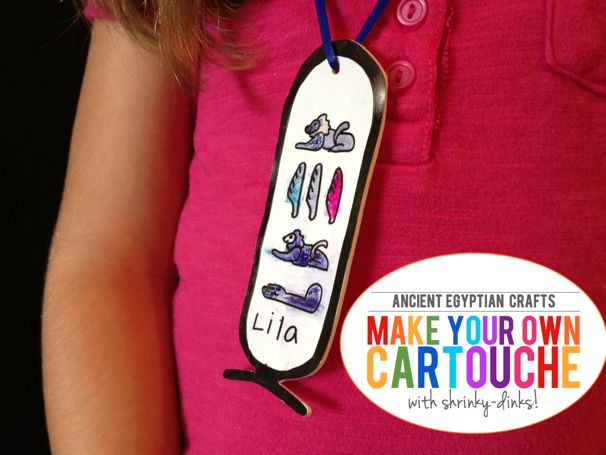 Lila
ANCIENT EGYPTIAN CRAFTS
MAKE YOUR OWN
CARTOUCHE
with shrinky-dinks!